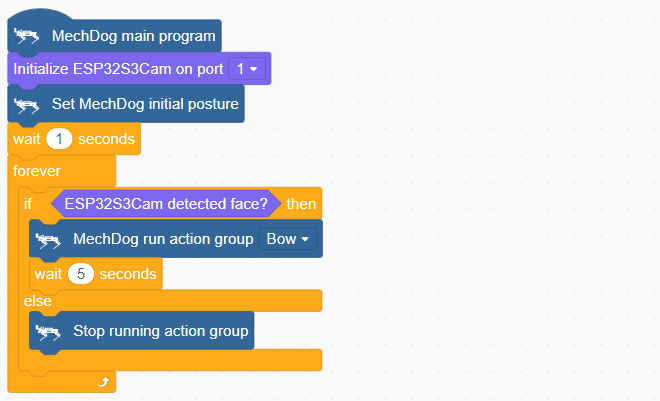 MechDog main program
Initialize ESP32S3Cam on port 1
Set MechDog initial posture
wait 1 seconds
forever
if ESP32S3Cam detected face? then
MechDog run action group Bow
wait 5 seconds
else
Stop running action group